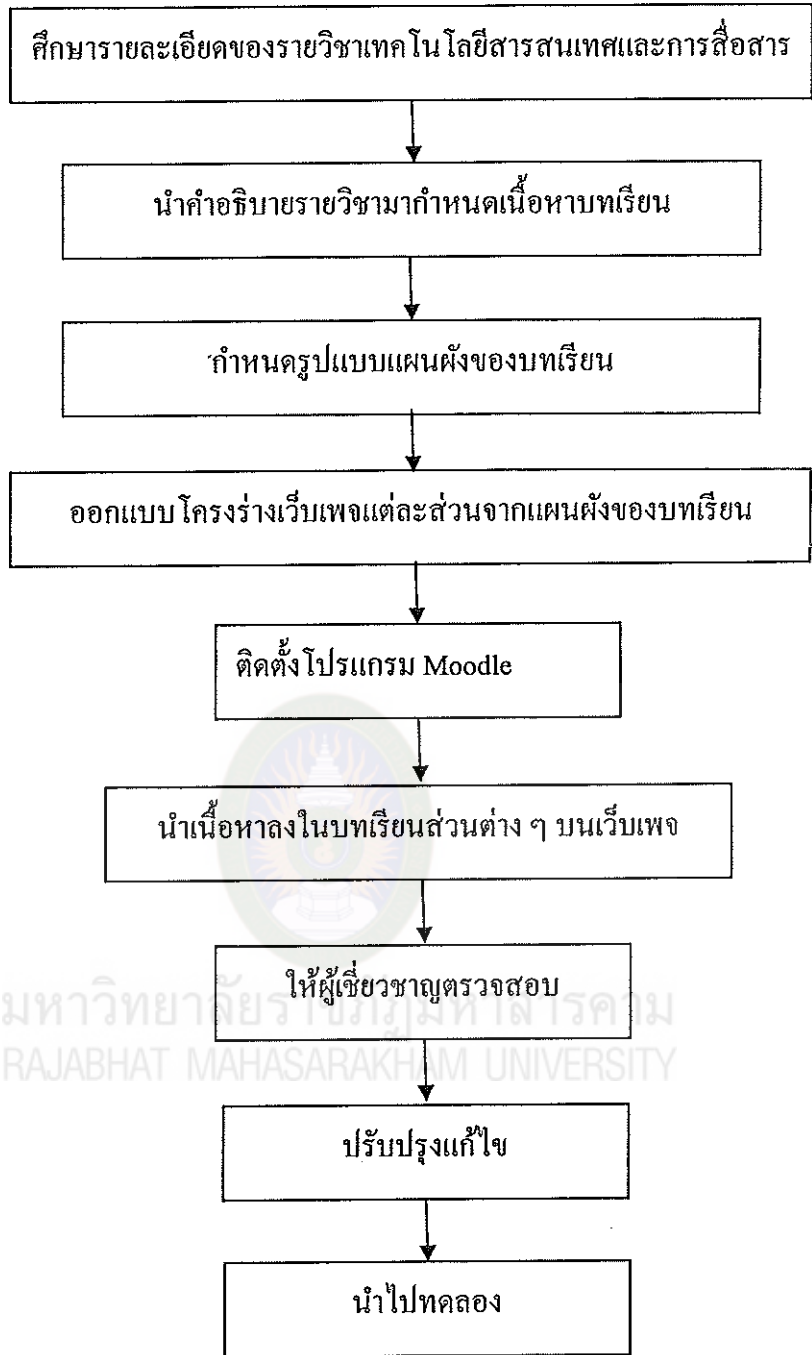 ศึกษารายละเอียดของรายวิชาเทคโนโลยีสารสนเทศและการสื่อสาร
นำคำอธิบายรายวิชามากำหนดเนื้อหาบทเรียน
กำหนดรูปแบบแผนผังของบทเรียน
ออกแบบโครงร่างเว็บเพจแต่ละส่วนจากแผนผังของบทเรียน
ติดตั้งโปรแกรม Moodle
นำเนื้อหาลงในบทเรียนส่วนต่าง ๆ บนเว็บเพจ
ให้ผู้เชี่ยวชาญตรวจสอบ
มหาวิทยาลัยราชภัฏมหาสารคาม
RAJABHAT MAHASARAKHAM UNIVERSITY
ปรับปรุงแก้ไข
นำไปทดลอง